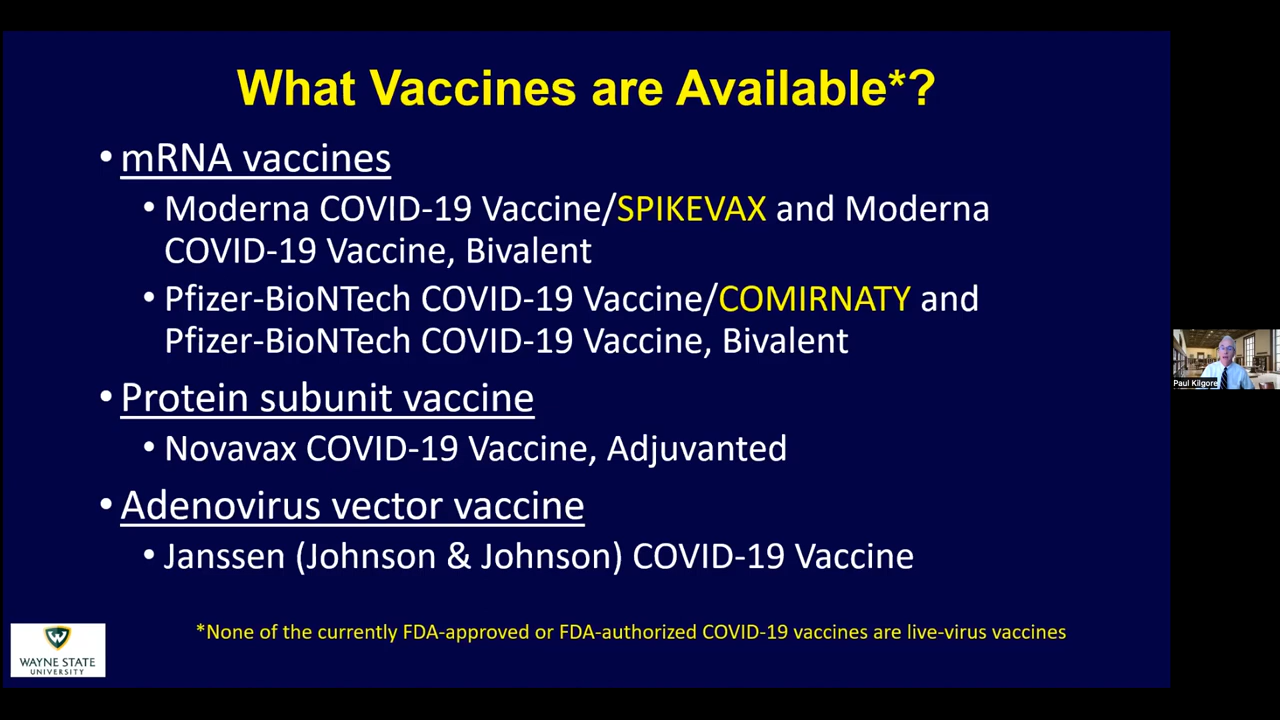 What Vaccines are Available*?
• mRNA vaccines
• Moderna COVID-19 Vaccine/SPIKEVAX and Moderna
COVID-19 Vaccine, Bivalent
• Pfizer-BioNTech COVID-19 Vaccine/COMIRNATY and
Pfizer-BioNTech COVID-19 Vaccine, Bivalent
• Protein subunit vaccine
• Novavax COVID-19 Vaccine, Adjuvanted
• Adenovirus vector vaccine
• Janssen (Johnson & Johnson) COVID-19 Vaccine
*None of the currently FDA-approved or FDA-authorized COVID-19 vaccines are live-virus vaccines
WAYNE STATE
UNIVERSITY
Paul Kilgore